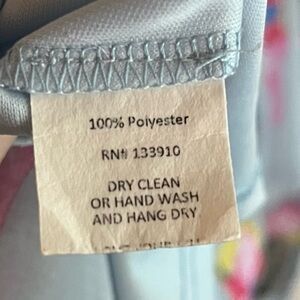 100% Polyester
RN# 133910
DRY CLEAN
OR HAND WASH
AND HANG DRY